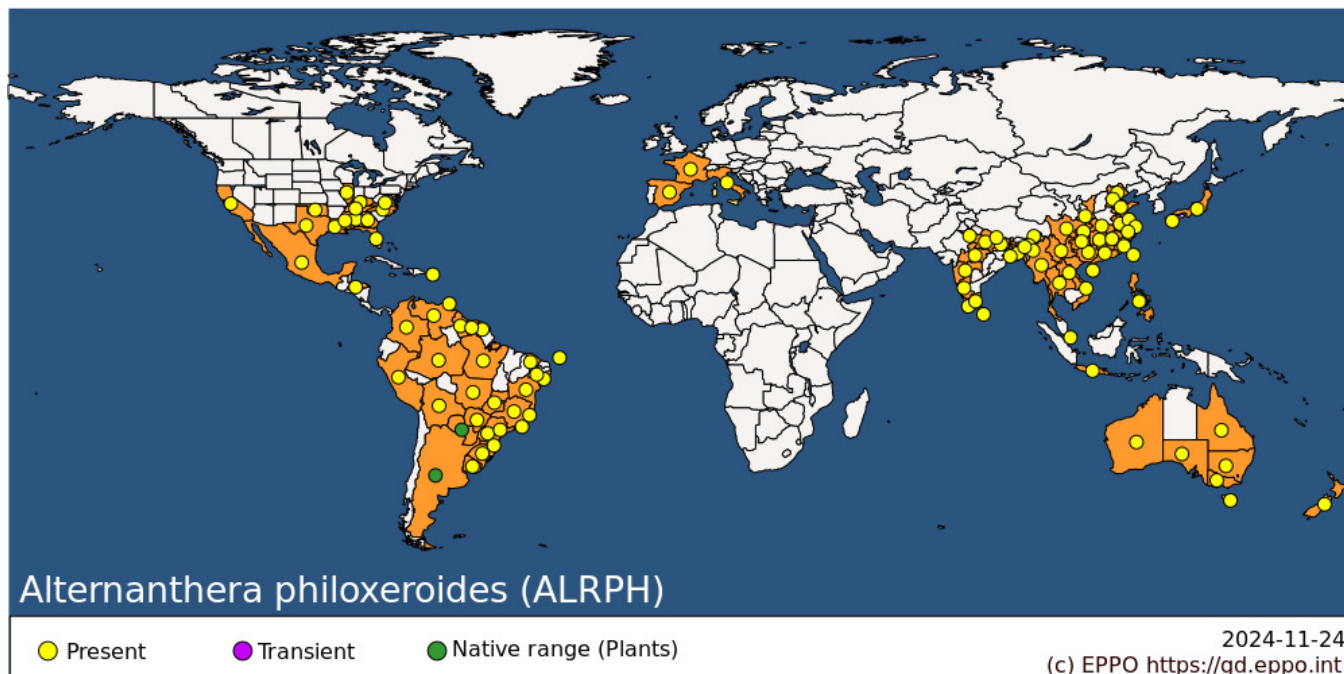 Alternanthera philoxeroides (ALRPH)
Present
Transient
Native range (Plants)
2024-11-24
(c) EPPO https://gd.eppo.int